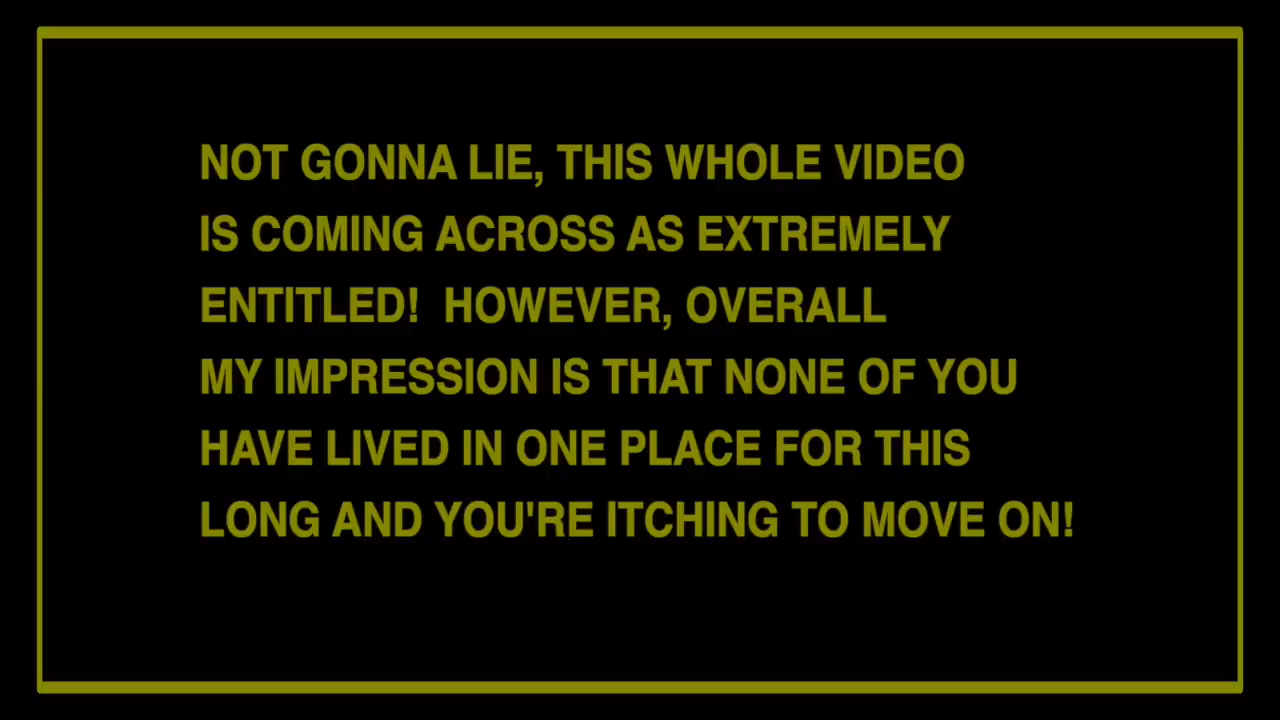 NOT GONNA LIE, THIS WHOLE VIDEO
IS COMING ACROSS AS EXTREMELY
ENTITLED!  HOWEVER, OVERALL
MY IMPRESSION IS THAT NONE OF YOU
HAVE LIVED IN ONE PLACE FOR THIS
LONG AND YOU'RE ITCHING TO MOVE ON!